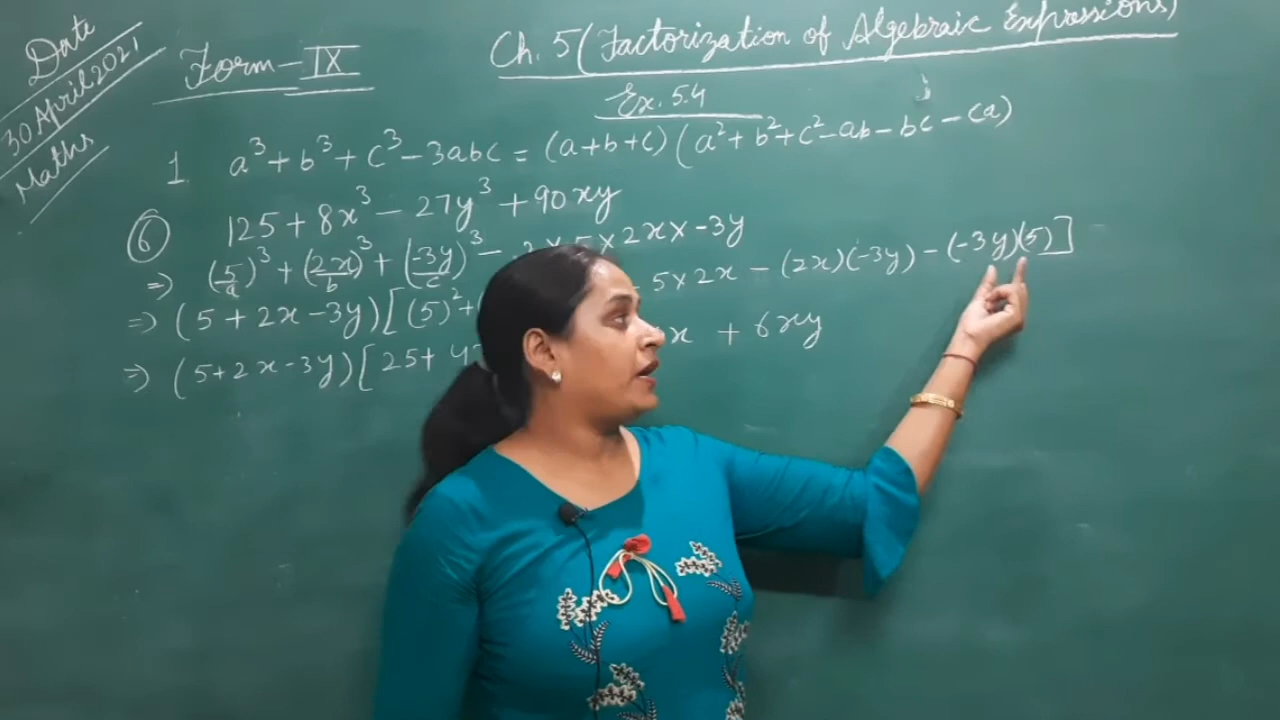 Date
30 April 2021
Maths
Form - IX
Ch. 5 (Factorization of Algebraic Expressions)
Ex. 5.4
1 a³ + b³ + c³ - 3abc = (a+b+c) (a² + b² + c² - ab - bc - ca)
⑥ 125 + 8x³ - 27y³ + 90xy
=> (5)³ + (2x)³ + (-3y)³ - 3 × 5 × 2x × -3y
a b c
=> (5 + 2x - 3y) [(5)² + - 5 × 2x - (2x)(-3y) - (-3y)(5)]
=> (5+2x-3y) [25+ 4 x + 6xy